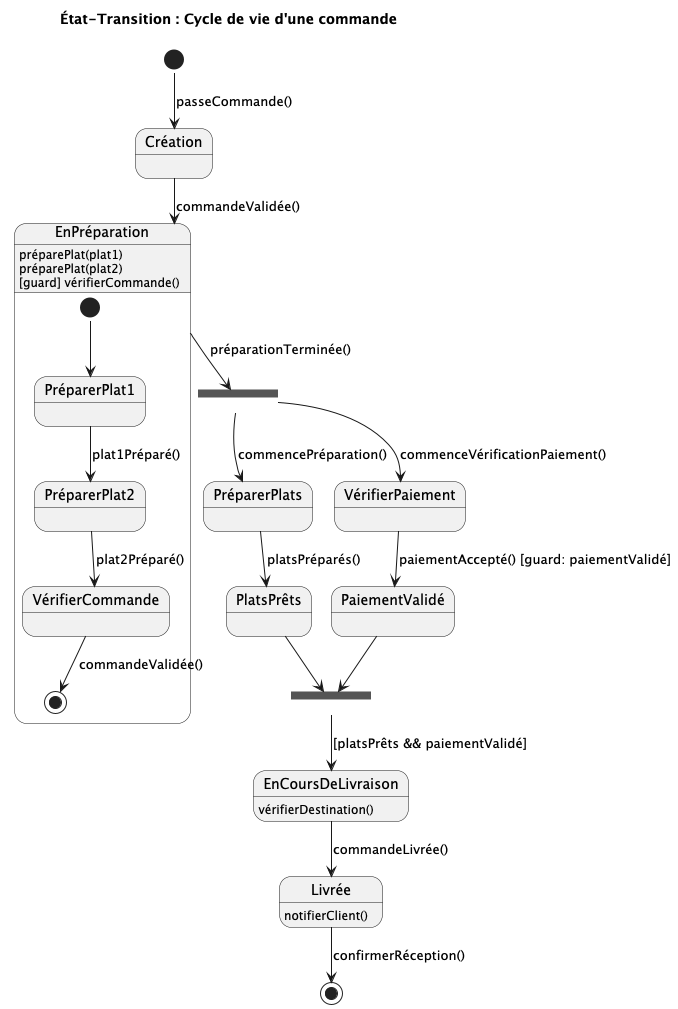 État-Transition : Cycle de vie d'une commande
passeCommande()
Création
commandeValidée()
EnPréparation
préparePlat(plat1)
préparePlat(plat2)
[guard] vérifierCommande()
préparationTerminée()
PréparerPlat1
plat1Préparé()
commencePréparation()
commenceVérificationPaiement()
PréparerPlat2
PréparerPlats
VérifierPaiement
plat2Préparé()
platsPréparés()
paiementAccepté() [guard: paiementValidé]
VérifierCommande
PlatsPrêts
PaiementValidé
commandeValidée()
[platsPrêts && paiementValidé]
EnCoursDeLivraison
vérifierDestination()
commandeLivrée()
Livrée
notifierClient()
confirmerRéception()